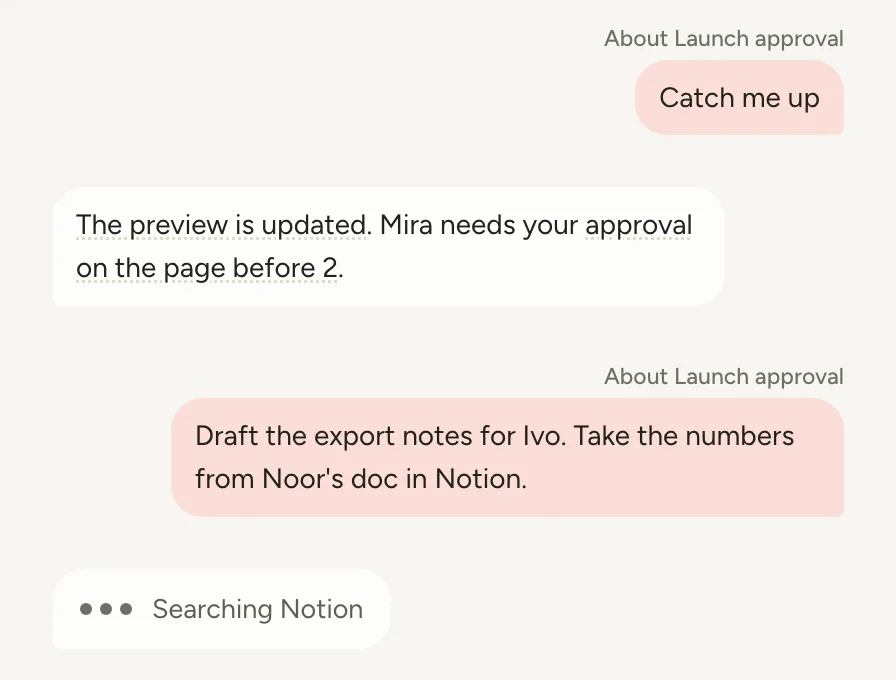 About Launch approval
Catch me up
The preview is updated. Mira needs your approval
on the page before 2.
About Launch approval
Draft the export notes for Ivo. Take the numbers
from Noor's doc in Notion.
Searching Notion